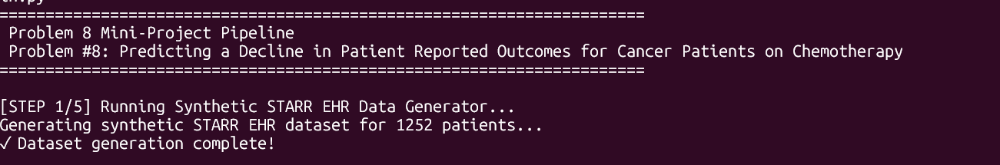 th.py
======================================================================
 Problem 8 Mini-Project Pipeline
 Problem #8: Predicting a Decline in Patient Reported Outcomes for Cancer Patients on Chemotherapy
======================================================================
[STEP 1/5] Running Synthetic STARR EHR Data Generator...
Generating synthetic STARR EHR dataset for 1252 patients...
✓ Dataset generation complete!